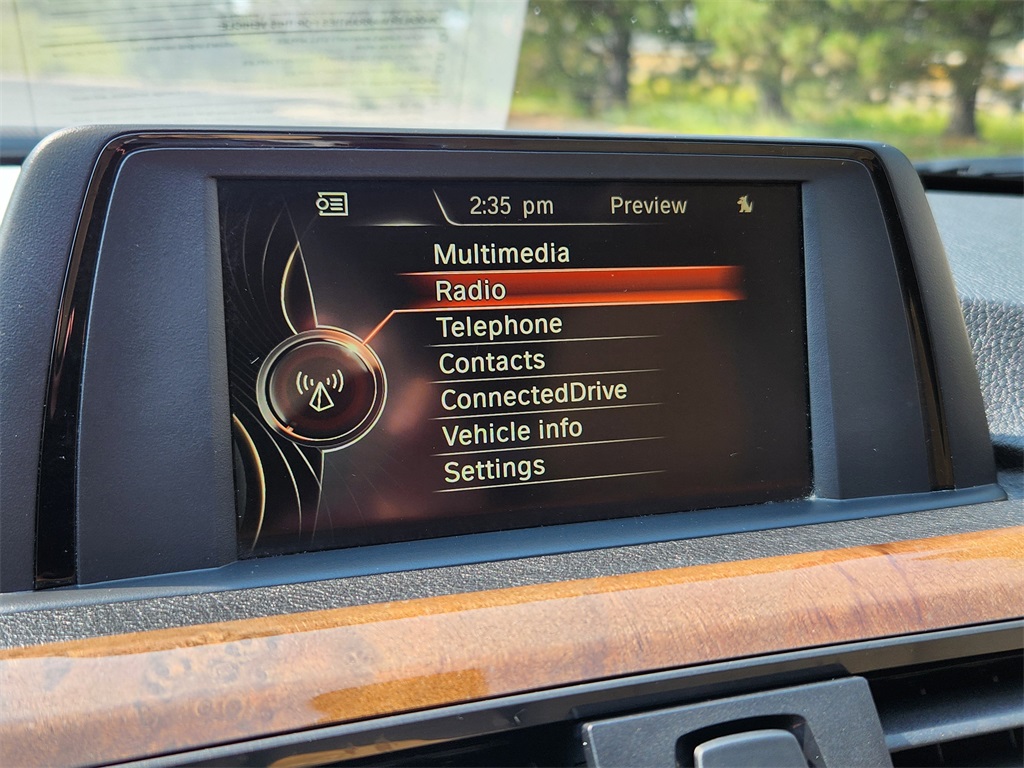 2:35 pm Preview
Multimedia
Radio
Telephone
Contacts
ConnectedDrive
Vehicle info
Settings